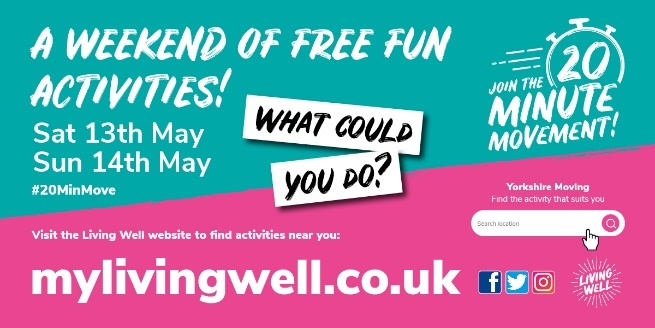 A WEEKEND OF FREE FUN
ACTIVITIES!
Sat 13th May
Sun 14th May
#20MinMove
WHAT COULD
YOU DO?
20
JOIN THE
MINUTE
MOVEMENT!
Yorkshire Moving
Find the activity that suits you
Search location
Visit the Living Well website to find activities near you:
mylivingwell.co.uk
LIVING
WELL